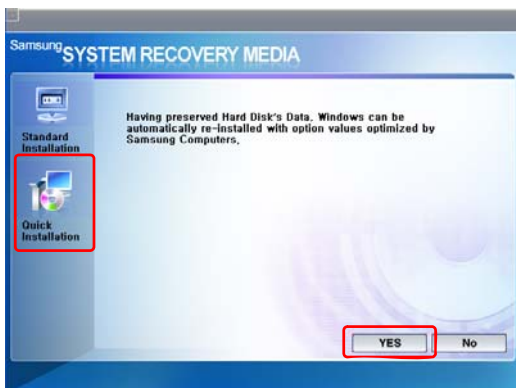 Samsung SYSTEM RECOVERY MEDIA
Standard
Installation
Quick
Installation
Having preserved Hard Disk's Data, Windows can be
automatically re-installed with option values optimized by
Samsung Computers,
YES
No